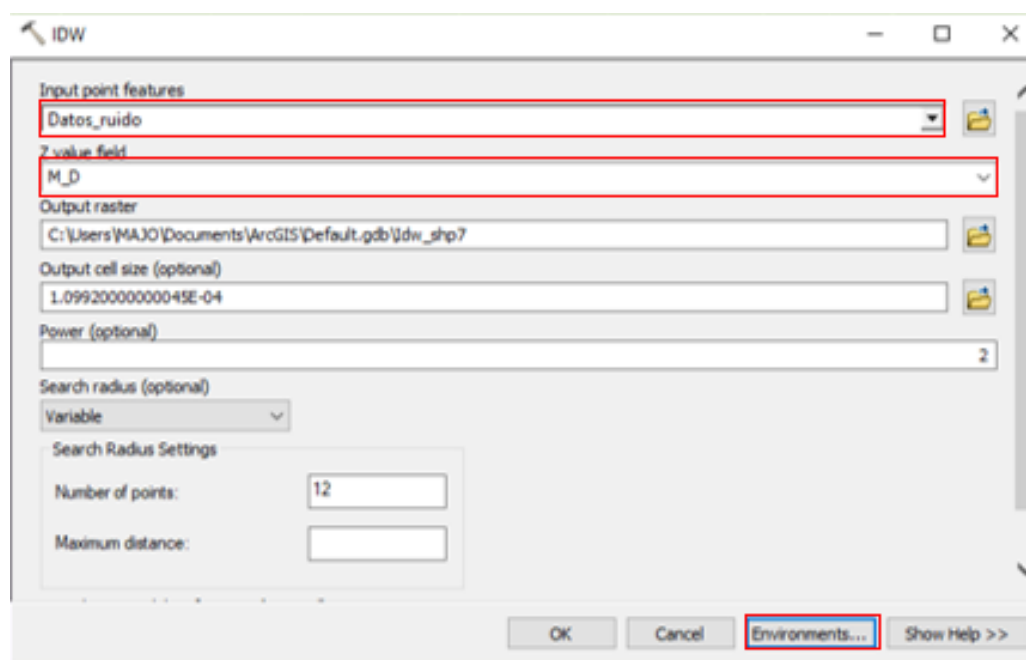 IDW
Input point features
Datos_ruido
Z value field
M_D
Output raster
C:\Users\MAJO\Documents\ArcGIS\Default.gdb\Idw_shp7
Output cell size (optional)
1.09920000000045E-04
Power (optional)
2
Search radius (optional)
Variable
Search Radius Settings
Number of points: 12
Maximum distance:
OK Cancel Environments... Show Help >>